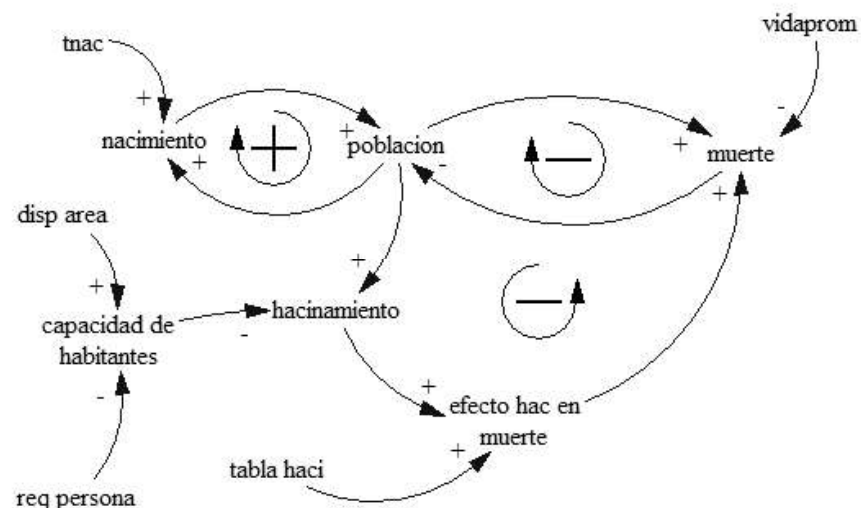 vidaprom
tnac
+
-
nacimiento
+
+
poblacion
-
+
muerte
+
disp area
+
+
capacidad de
habitantes
-
hacinamiento
-
+
efecto hac en
muerte
+
tabla haci
req persona